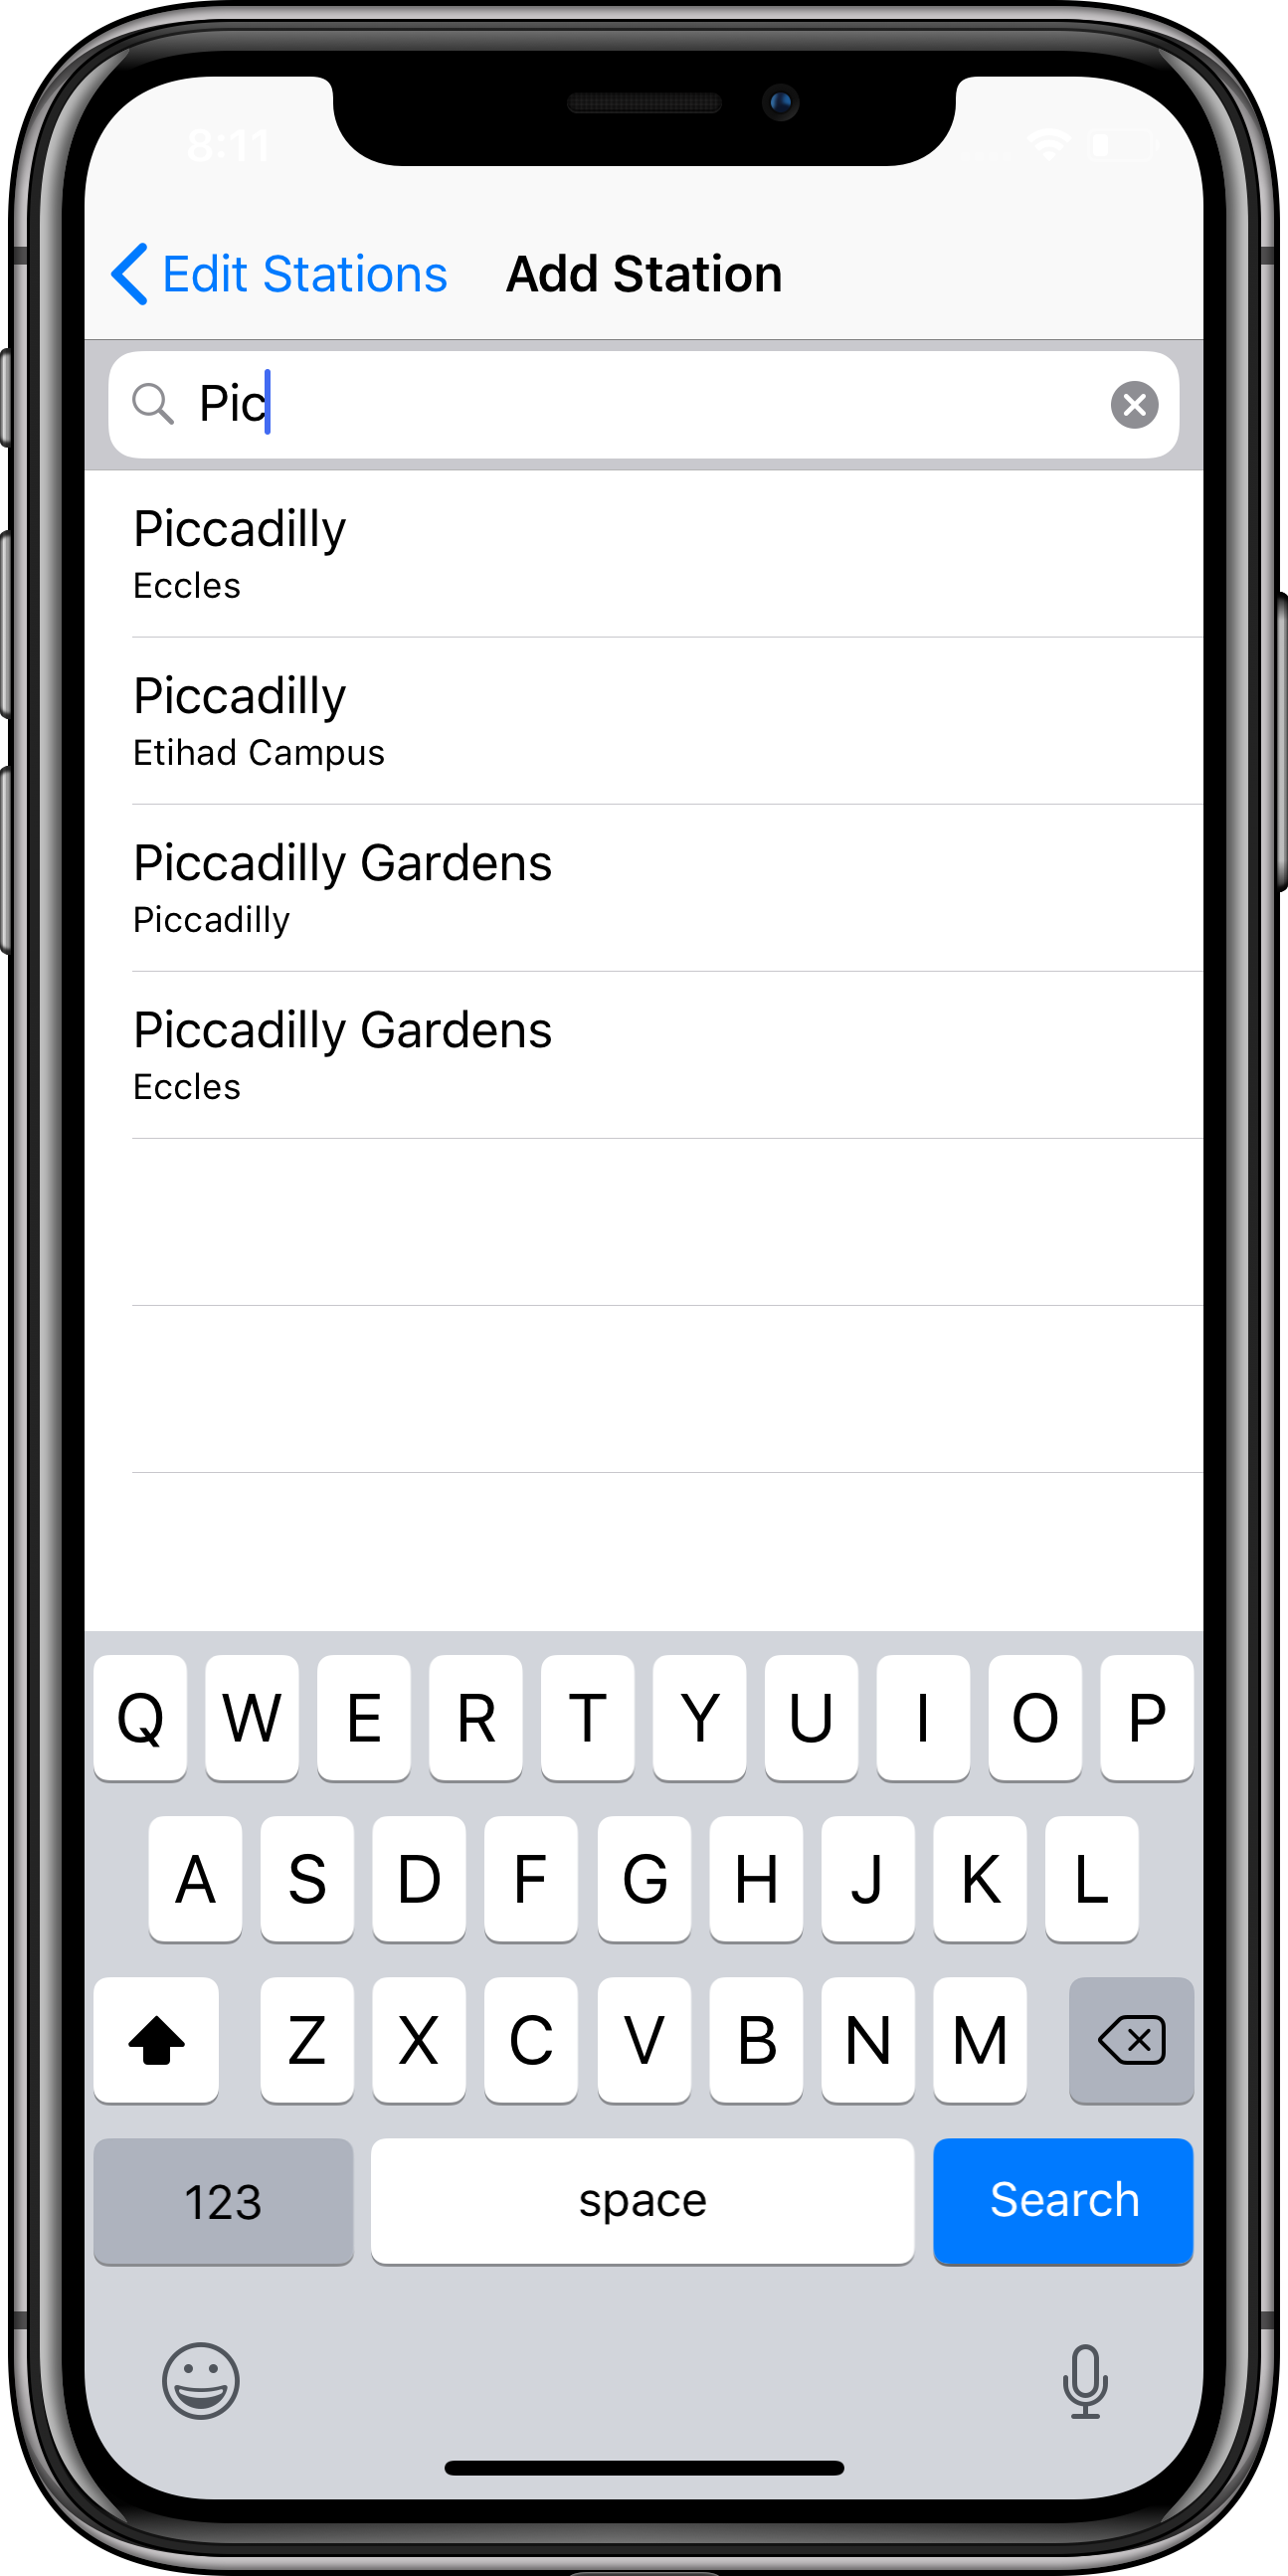 8:11
Edit Stations Add Station
Pic
Piccadilly
Eccles
Piccadilly
Etihad Campus
Piccadilly Gardens
Piccadilly
Piccadilly Gardens
Eccles
Q W E R T Y U I O P
A S D F G H J K L
Z X C V B N M
123 space Search